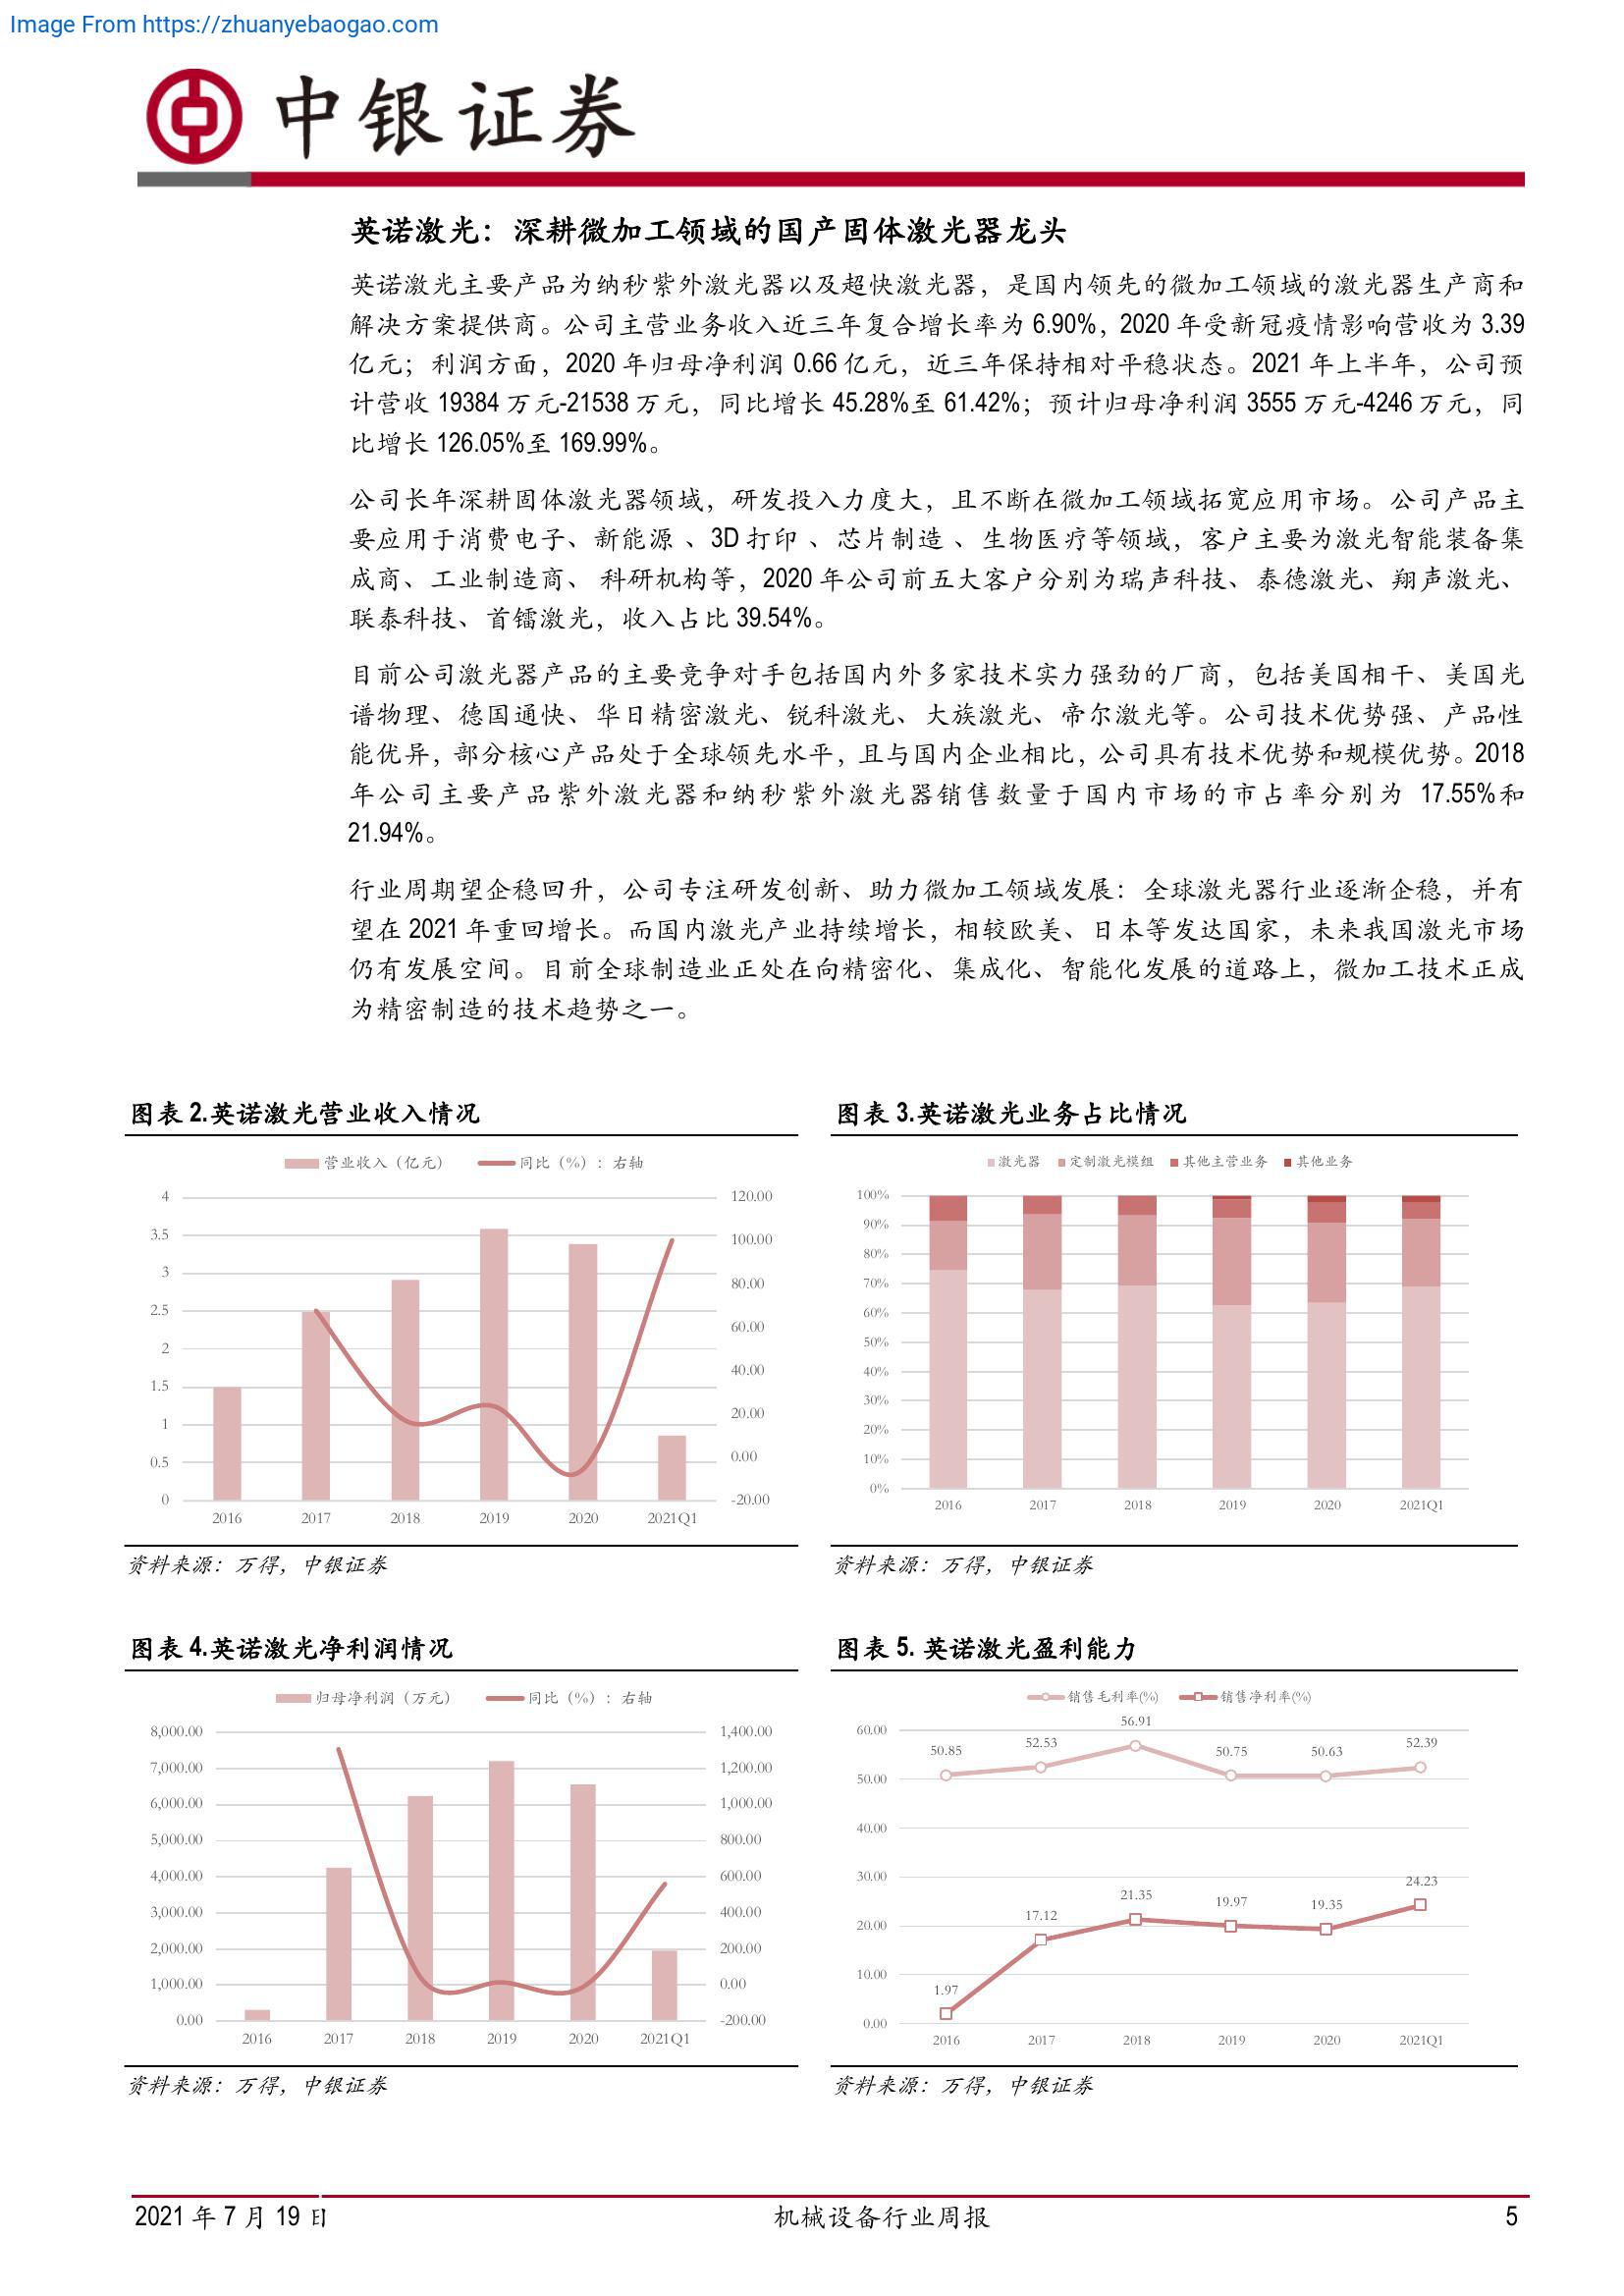 Image From https://zhuanyebaogao.com
中银证券
英诺激光：深耕微加工领域的国产固体激光器龙头
英诺激光主要产品为纳秒紫外激光器以及超快激光器，是国内领先的微加工领域的激光器生产商和
解决方案提供商。公司主营业务收入近三年复合增长率为 6.90%，2020 年受新冠疫情影响营收为 3.39
亿元；利润方面，2020 年归母净利润 0.66 亿元，近三年保持相对平稳状态。2021 年上半年，公司预
计营收 19384 万元-21538 万元，同比增长 45.28%至 61.42%；预计归母净利润 3555 万元-4246 万元，同
比增长 126.05%至 169.99%。
公司长年深耕固体激光器领域，研发投入力度大，且不断在微加工领域拓宽应用市场。公司产品主
要应用于消费电子、新能源 、3D 打印 、芯片制造 、生物医疗等领域，客户主要为激光智能装备集
成商、工业制造商、 科研机构等，2020 年公司前五大客户分别为瑞声科技、泰德激光、翔声激光、
联泰科技、首镭激光，收入占比 39.54%。
目前公司激光器产品的主要竞争对手包括国内外多家技术实力强劲的厂商，包括美国相干、美国光
谱物理、德国通快、华日精密激光、锐科激光、大族激光、帝尔激光等。公司技术优势强、产品性
能优异，部分核心产品处于全球领先水平，且与国内企业相比，公司具有技术优势和规模优势。2018
年公司主要产品紫外激光器和纳秒紫外激光器销售数量于国内市场的市占率分别为 17.55%和
21.94%。
行业周期望企稳回升，公司专注研发创新、助力微加工领域发展：全球激光器行业逐渐企稳，并有
望在 2021 年重回增长。而国内激光产业持续增长，相较欧美、日本等发达国家，未来我国激光市场
仍有发展空间。目前全球制造业正处在向精密化、集成化、智能化发展的道路上，微加工技术正成
为精密制造的技术趋势之一。
图表 2.英诺激光营业收入情况
营业收入（亿元） 同比（%）：右轴
4 120.00
3.5 100.00
3 80.00
2.5 60.00
2 40.00
1.5 20.00
1 0.00
0.5 -20.00
0
2016 2017 2018 2019 2020 2021Q1
资料来源：万得，中银证券
图表 3.英诺激光业务占比情况
激光器 定制激光模组 其他主营业务 其他业务
100%
90%
80%
70%
60%
50%
40%
30%
20%
10%
0%
2016 2017 2018 2019 2020 2021Q1
资料来源：万得，中银证券
图表 4.英诺激光净利润情况
归母净利润（万元） 同比（%）：右轴
8,000.00 1,400.00
7,000.00 1,200.00
6,000.00 1,000.00
5,000.00 800.00
4,000.00 600.00
3,000.00 400.00
2,000.00 200.00
1,000.00 0.00
0.00 -200.00
2016 2017 2018 2019 2020 2021Q1
资料来源：万得，中银证券
图表 5. 英诺激光盈利能力
销售毛利率(%) 销售净利率(%)
60.00
50.00
40.00
30.00
20.00
10.00
0.00
50.85 52.53 56.91 50.75 50.63 52.39
1.97 17.12 21.35 19.97 19.35 24.23
2016 2017 2018 2019 2020 2021Q1
资料来源：万得，中银证券
2021 年 7 月 19 日 机械设备行业周报 5